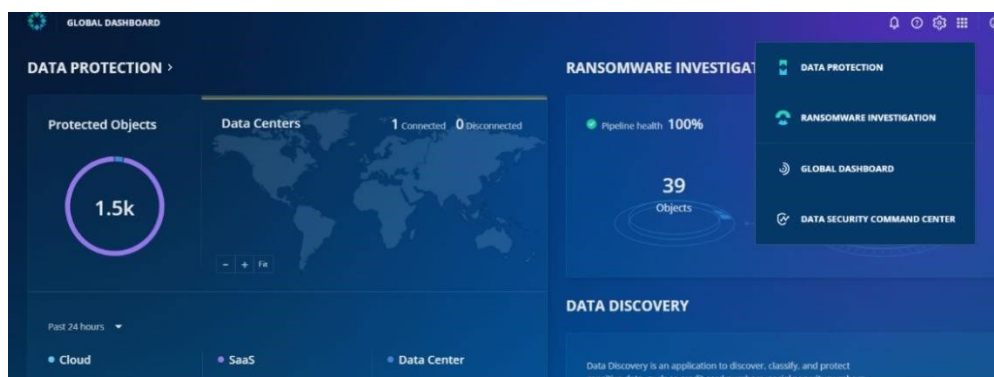 GLOBAL DASHBOARD
DATA PROTECTION >
Protected Objects
1.5k
Data Centers
1 Connected 0 Disconnected
- + Fit
Past 24 hours
Cloud
SaaS
Data Center
RANSOMWARE INVESTIGAT
Pipeline health 100%
39
Objects
DATA PROTECTION
RANSOMWARE INVESTIGATION
GLOBAL DASHBOARD
DATA SECURITY COMMAND CENTER
DATA DISCOVERY
Data Discovery is an application to discover, classify, and protect